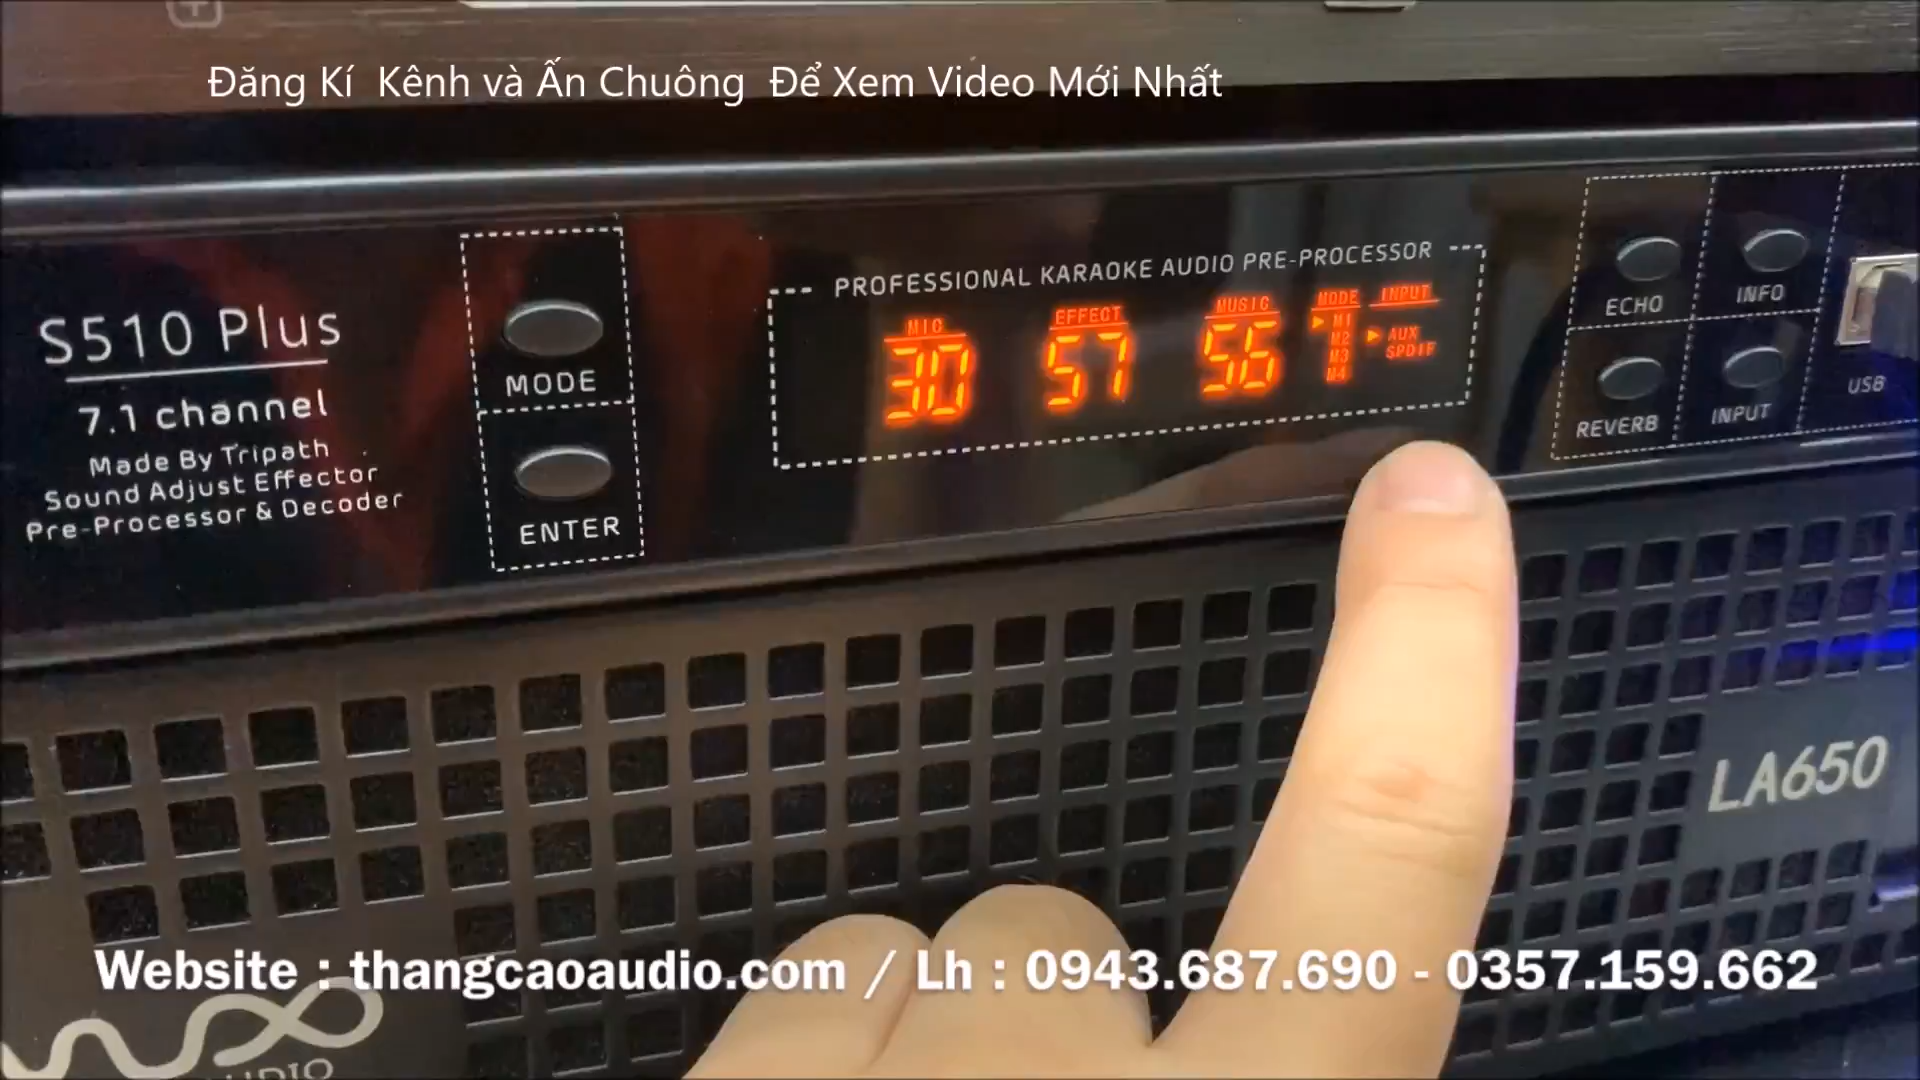 Đăng Kí Kênh và Ấn Chuông Để Xem Video Mới Nhất
S510 Plus
7.1 channel
Made By Tripath
Sound Adjust Effector
Pre-Processor & Decoder
MODE
ENTER
PROFESSIONAL KARAOKE AUDIO PRE-PROCESSOR
MIC
30
EFFECT
57
MUSIC
56
MODE
M1
M2
M3
M4
INPUT
AUX
SPDIF
ECHO
INFO
REVERB
INPUT
USB
LA650
Website : thangcaoaudio.com / Lh : 0943.687.690 - 0357.159.662
AUDIO